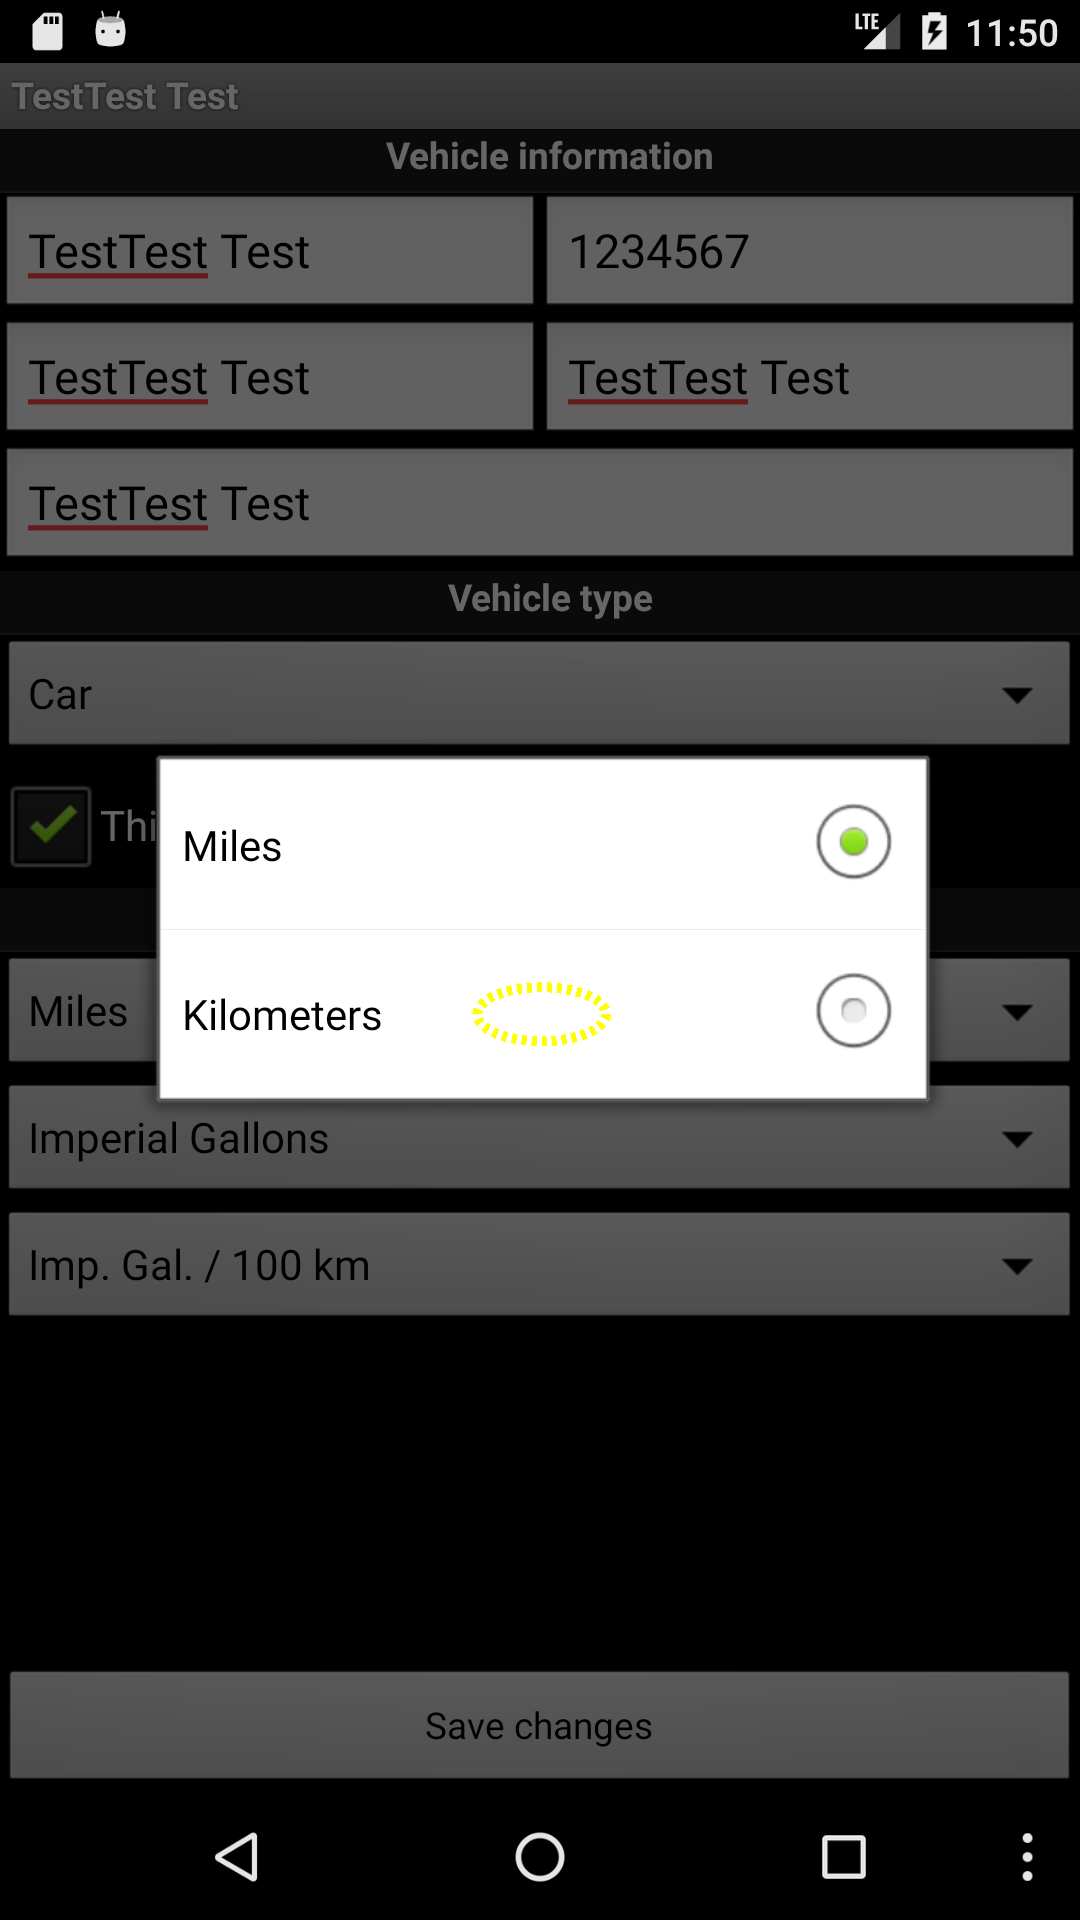 LTE 11:50
TestTest Test
Vehicle information
TestTest Test 1234567
TestTest Test TestTest Test
TestTest Test
Vehicle type
Car
Thi
Miles
Kilometers
Miles
Imperial Gallons
Imp. Gal. / 100 km
Save changes